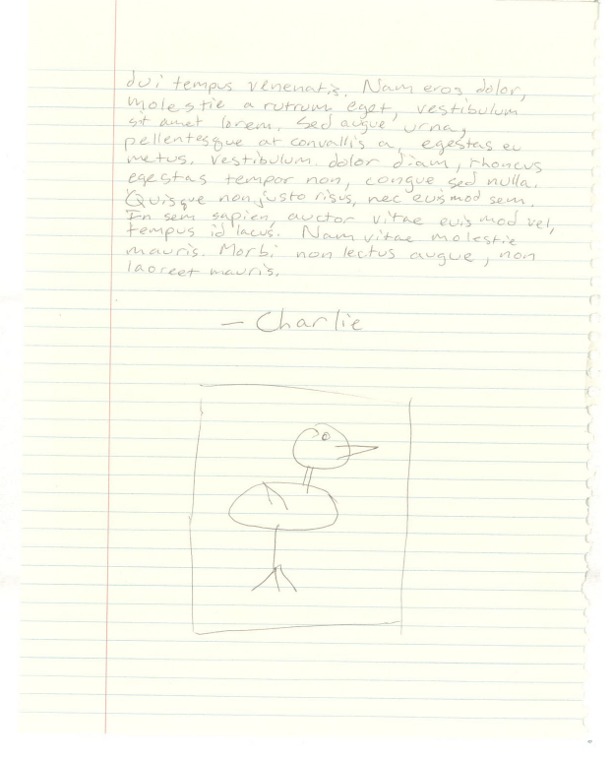 dui tempus venenatis. Nam eros dolor,
molestie a rutrum eget, vestibulum
sit amet lorem. Sed augue urna,
pellentesque at convallis a, egestas eu
metus. Vestibulum dolor diam, rhoncus
egestas tempor non, congue sed nulla.
Quisque non justo risus, nec euismod sem.
In sem sapien, auctor vitae euismod vel,
tempus id lacus. Nam vitae molestie
mauris. Morbi non lectus augue, non
laoreet mauris.
— Charlie